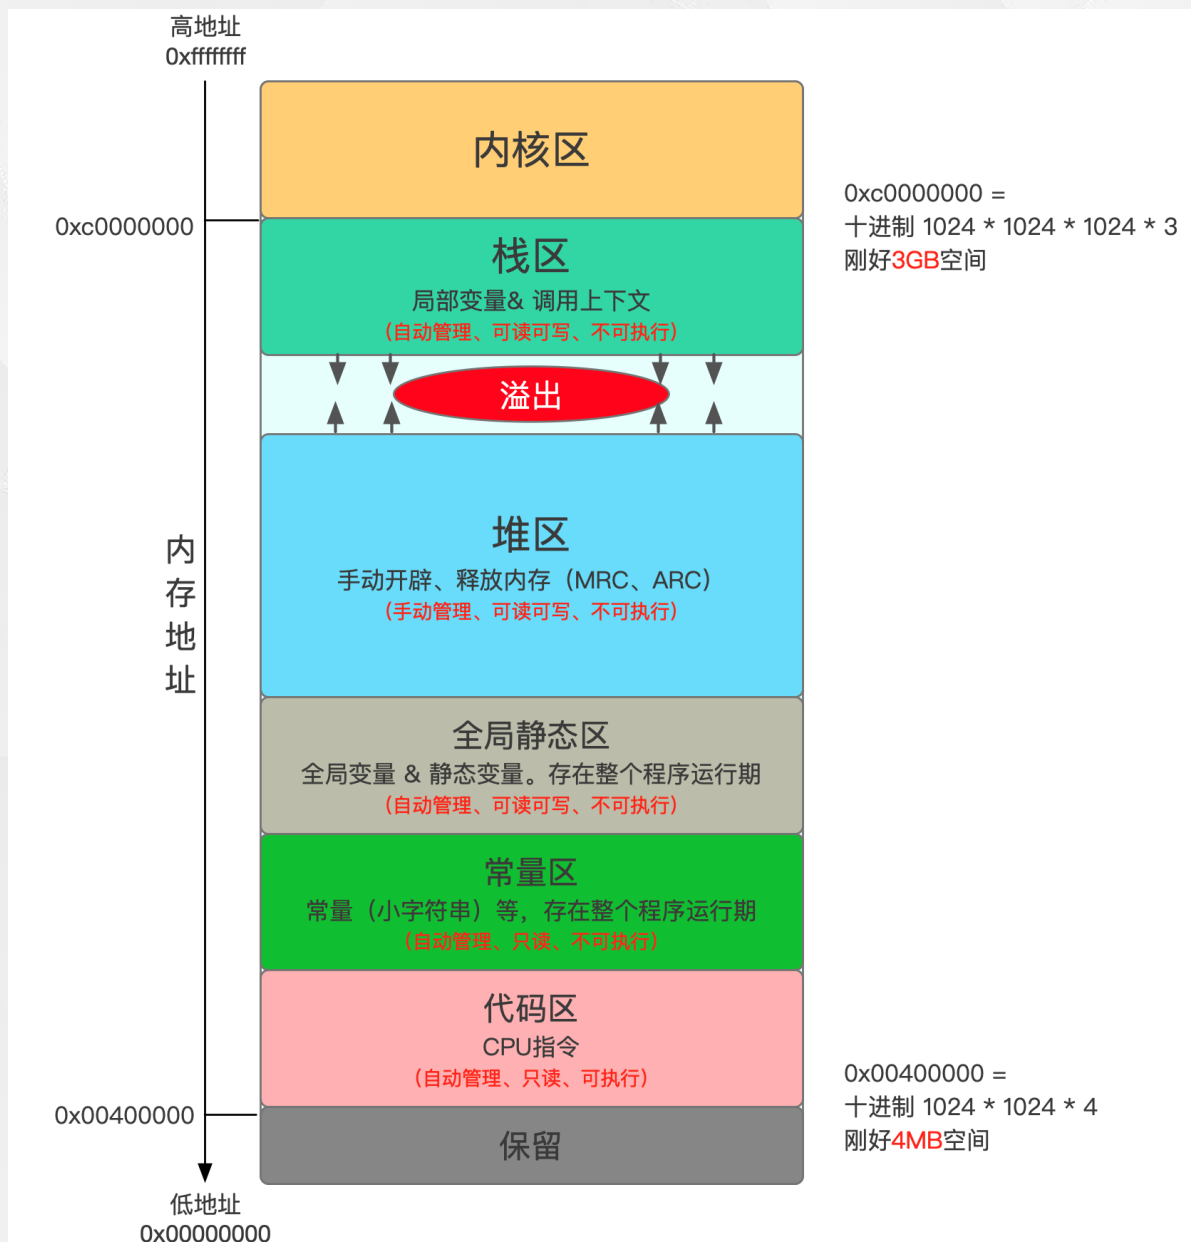 高地址
0xffffffff
内核区
0xc0000000
0xc0000000 =
十进制 1024 * 1024 * 1024 * 3
刚好3GB空间
栈区
局部变量& 调用上下文
(自动管理、可读可写、不可执行)
溢出
内存地址
堆区
手动开辟、释放内存（MRC、ARC）
(手动管理、可读可写、不可执行)
全局静态区
全局变量 & 静态变量。存在整个程序运行期
(自动管理、可读可写、不可执行)
常量区
常量（小字符串）等，存在整个程序运行期
(自动管理、只读、不可执行)
代码区
CPU指令
(自动管理、只读、可执行)
0x00400000
0x00400000 =
十进制 1024 * 1024 * 4
刚好4MB空间
保留
低地址
0x00000000